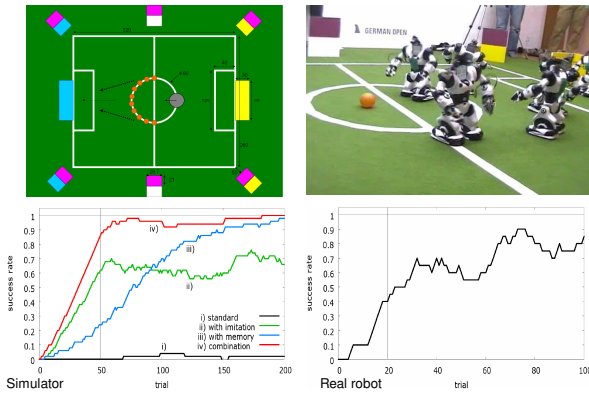 GERMAN OPEN
1
0.9
0.8
0.7
0.6
0.5
0.4
0.3
0.2
0.1
0
success rate
iv)
iii)
ii)
i)
i) standard
ii) with imitation
iii) with memory
iv) combination
0
50
100
150
200
trial
Simulator
1
0.9
0.8
0.7
0.6
0.5
0.4
0.3
0.2
0.1
0
success rate
0
20
40
60
80
100
trial
Real robot